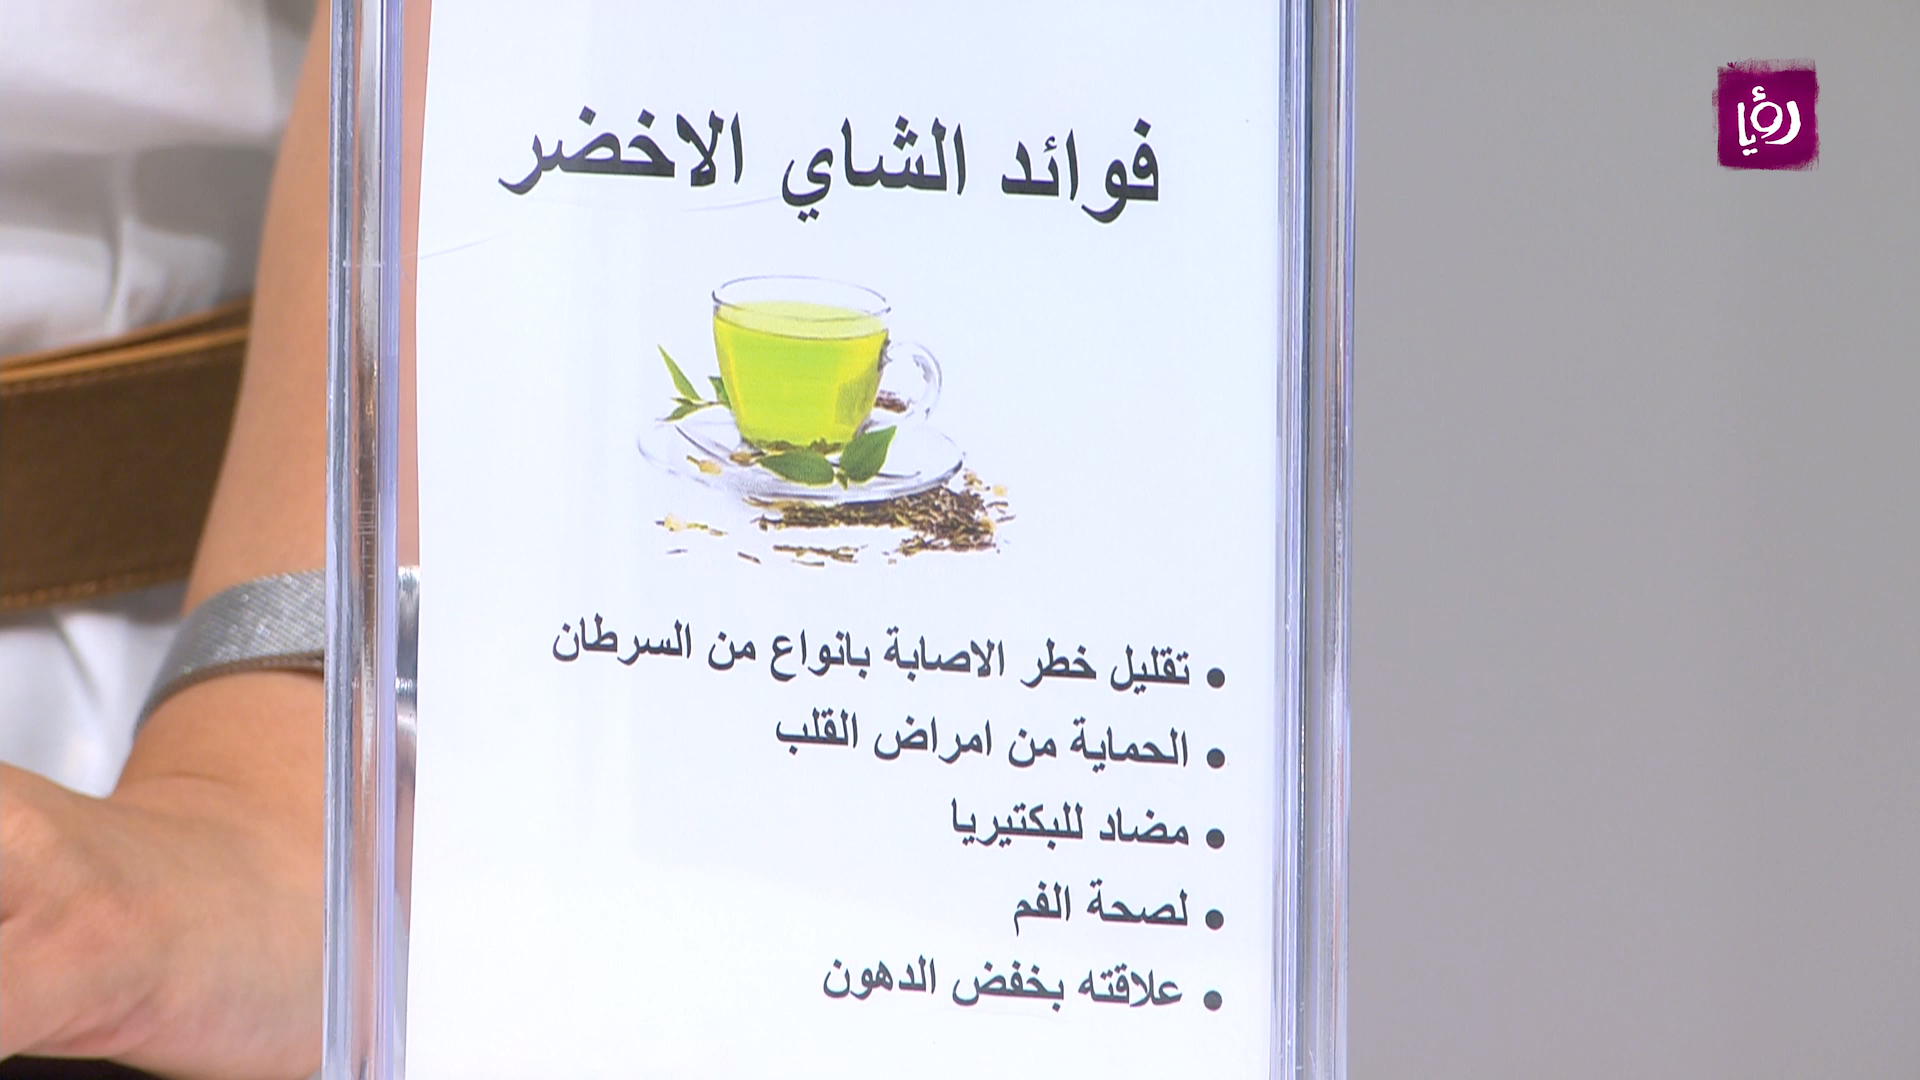 رؤيا
فوائد الشاي الاخضر
تقليل خطر الاصابة بانواع من السرطان
الحماية من امراض القلب
مضاد للبكتيريا
لصحة الفم
علاقته بخفض الدهون